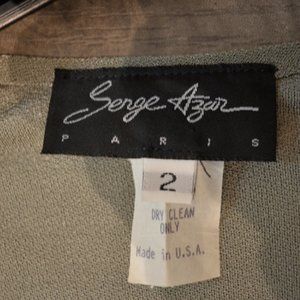 Serge Azar
PARIS
2
DRY CLEAN
ONLY
Made in U.S.A.